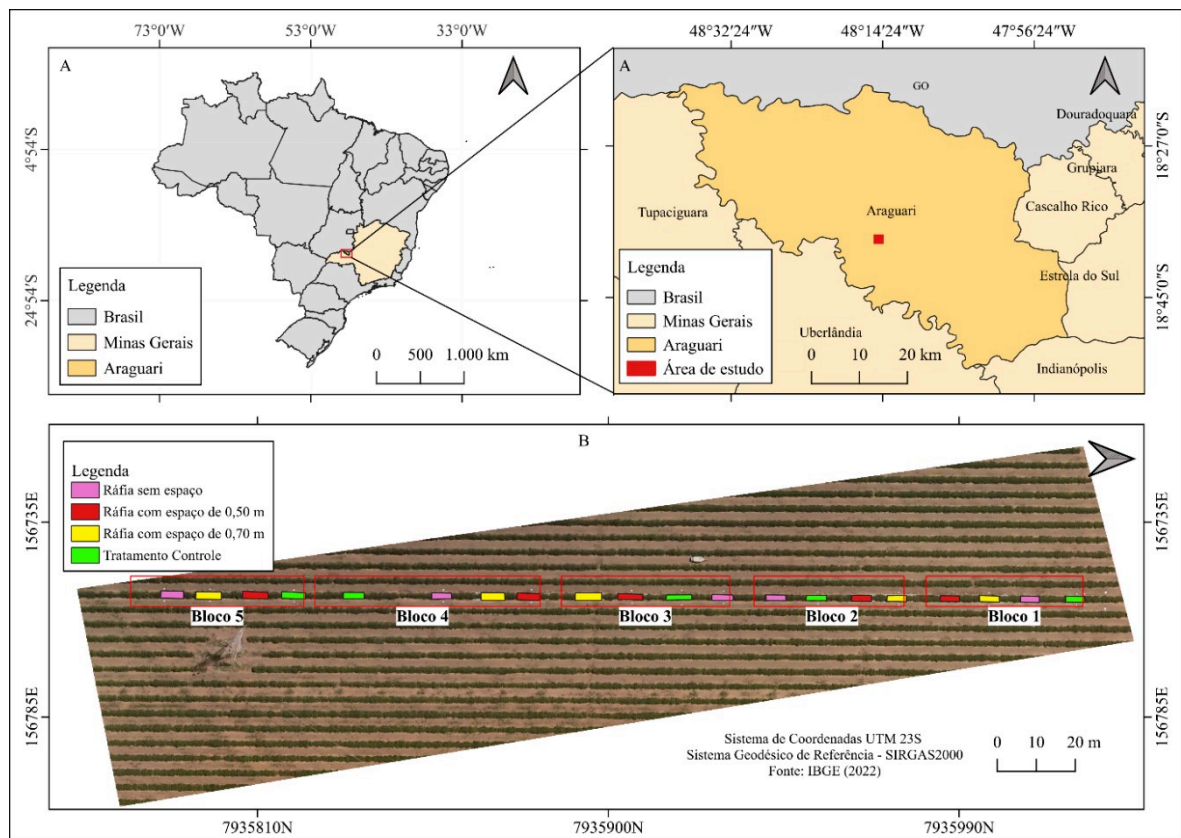 73°0'W 53°0'W 33°0'W
48°32'24"W 48°14'24"W 47°56'24"W
A
4°54'S
24°54'S
Legenda
Brasil
Minas Gerais
Araguari
0 500 1.000 km
A
GO
Douradoquara
Grupiara
Cascalho Rico
Tupaciguara
Araguari
Estrela do Sul
Uberlândia
Indianópolis
18°27'0"S
18°45'0"S
Legenda
Brasil
Minas Gerais
Araguari
Área de estudo
0 10 20 km
B
Legenda
Ráfia sem espaço
Ráfia com espaço de 0,50 m
Ráfia com espaço de 0,70 m
Tratamento Controle
156735E
156785E
156735E
156785E
Bloco 5 Bloco 4 Bloco 3 Bloco 2 Bloco 1
Sistema de Coordenadas UTM 23S
Sistema Geodésico de Referência - SIRGAS2000
Fonte: IBGE (2022)
0 10 20 m
7935810N 7935900N 7935990N